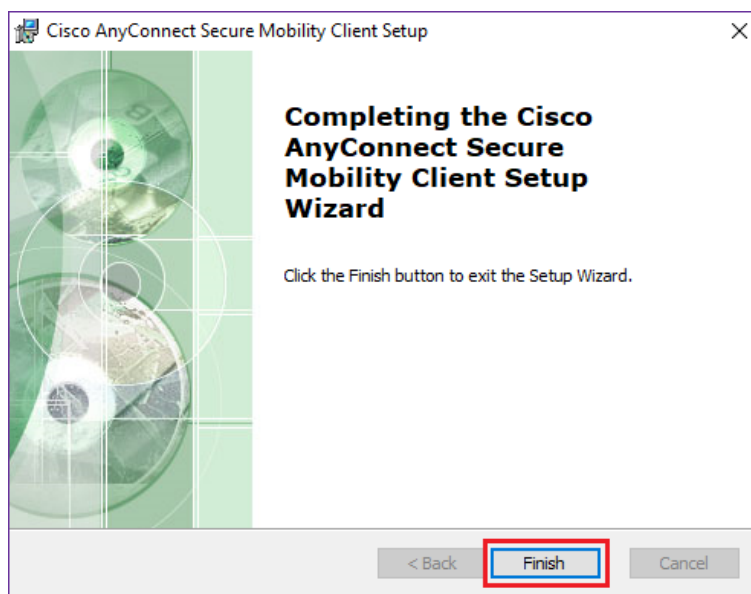 Cisco AnyConnect Secure Mobility Client Setup
Completing the Cisco
AnyConnect Secure
Mobility Client Setup
Wizard
Click the Finish button to exit the Setup Wizard.
< Back Finish Cancel